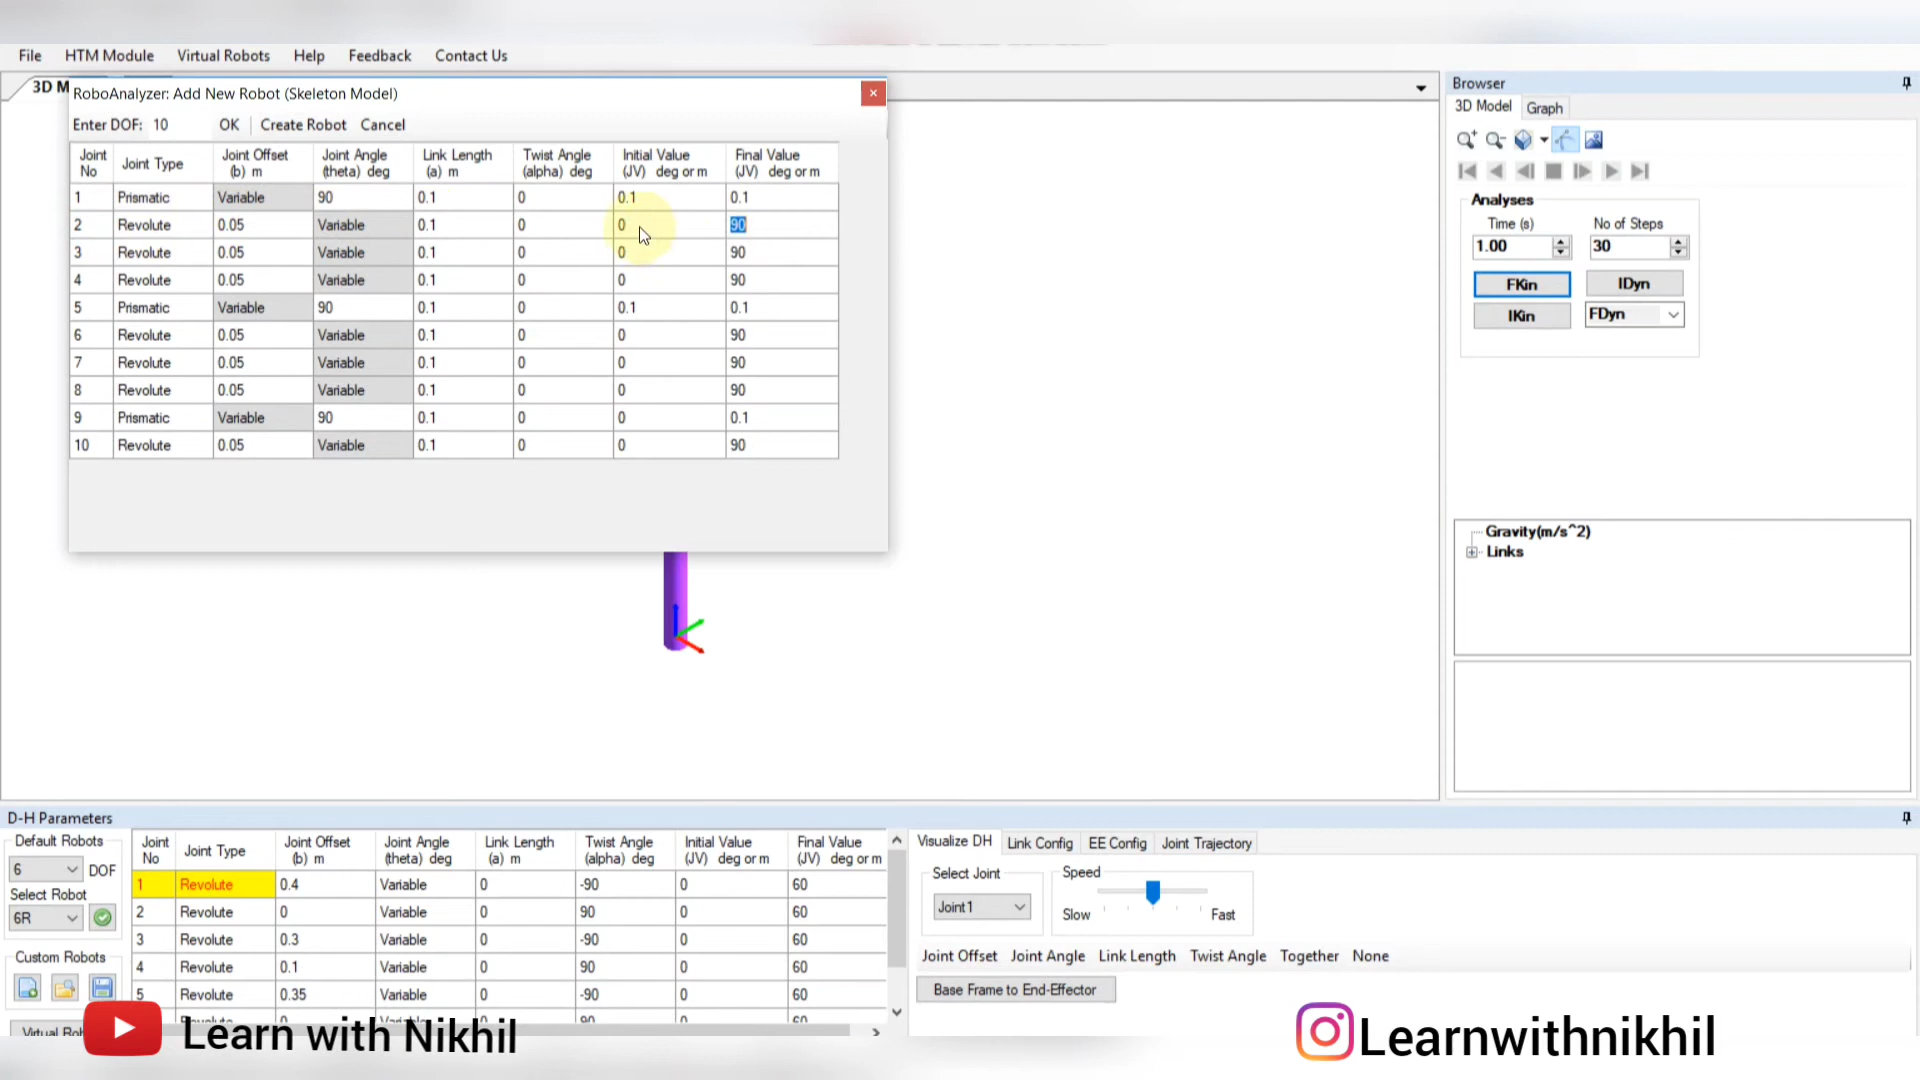 File HTM Module Virtual Robots Help Feedback Contact Us
3D M
RoboAnalyzer: Add New Robot (Skeleton Model)
Enter DOF: 10 OK Create Robot Cancel
Joint No Joint Type Joint Offset (b) m Joint Angle (theta) deg Link Length (a) m Twist Angle (alpha) deg Initial Value (JV) deg or m Final Value (JV) deg or m
1 Prismatic Variable 90 0.1 0 0.1 0.1
2 Revolute 0.05 Variable 0.1 0 0 90
3 Revolute 0.05 Variable 0.1 0 0 90
4 Revolute 0.05 Variable 0.1 0 0 90
5 Prismatic Variable 90 0.1 0 0.1 0.1
6 Revolute 0.05 Variable 0.1 0 0 90
7 Revolute 0.05 Variable 0.1 0 0 90
8 Revolute 0.05 Variable 0.1 0 0 90
9 Prismatic Variable 90 0.1 0 0 0.1
10 Revolute 0.05 Variable 0.1 0 0 90
Browser
3D Model Graph
Analyses
Time (s) No of Steps
1.00 30
FKin IDyn
IKin FDyn
Gravity(m/s^2)
Links
D-H Parameters
Default Robots
6 DOF
Select Robot
6R
Custom Robots
Joint No Joint Type Joint Offset (b) m Joint Angle (theta) deg Link Length (a) m Twist Angle (alpha) deg Initial Value (JV) deg or m Final Value (JV) deg or m
1 Revolute 0.4 Variable 0 -90 0 60
2 Revolute 0 Variable 0 90 0 60
3 Revolute 0.3 Variable 0 -90 0 60
4 Revolute 0.1 Variable 0 90 0 60
5 Revolute 0.35 Variable 0 -90 0 60
Visualize DH Link Config EE Config Joint Trajectory
Select Joint Speed
Joint1
Slow Fast
Joint Offset Joint Angle Link Length Twist Angle Together None
Base Frame to End-Effector
Learn with Nikhil
Learnwithnikhil